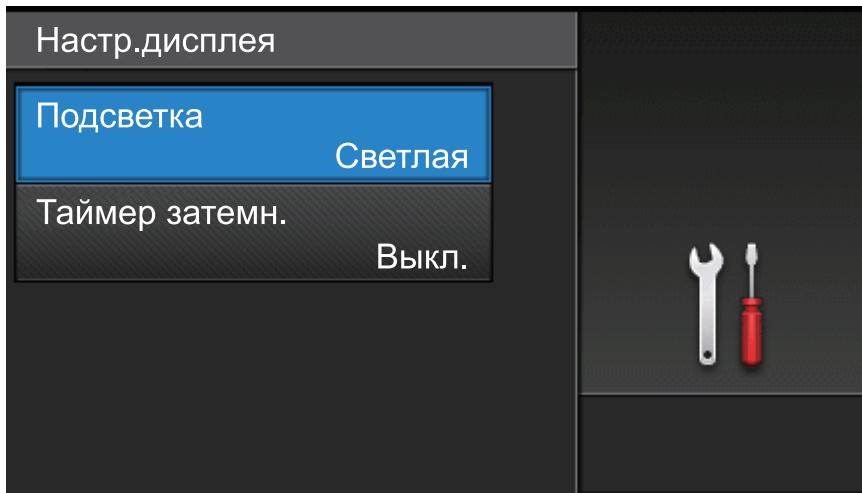 Настр.дисплея
Подсветка
Светлая
Таймер затемн.
Выкл.